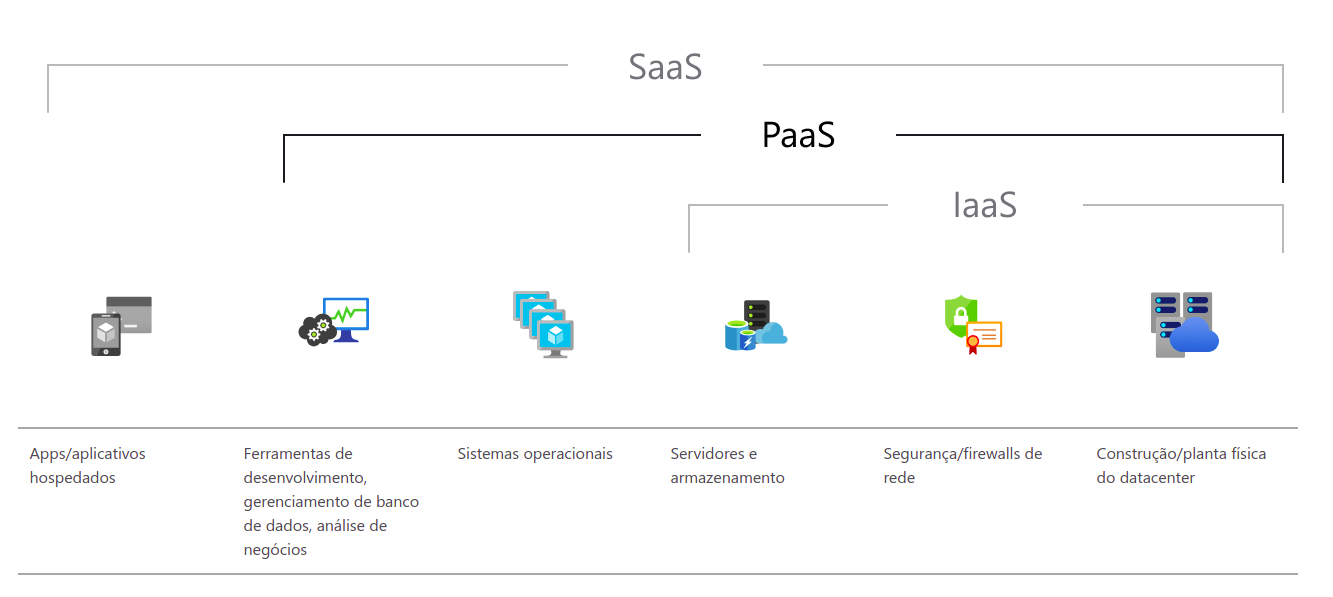 SaaS
PaaS
IaaS
Apps/aplicativos
hospedados
Ferramentas de
desenvolvimento,
gerenciamento de banco
de dados, análise de
negócios
Sistemas operacionais
Servidores e
armazenamento
Segurança/firewalls de
rede
Construção/planta física
do datacenter